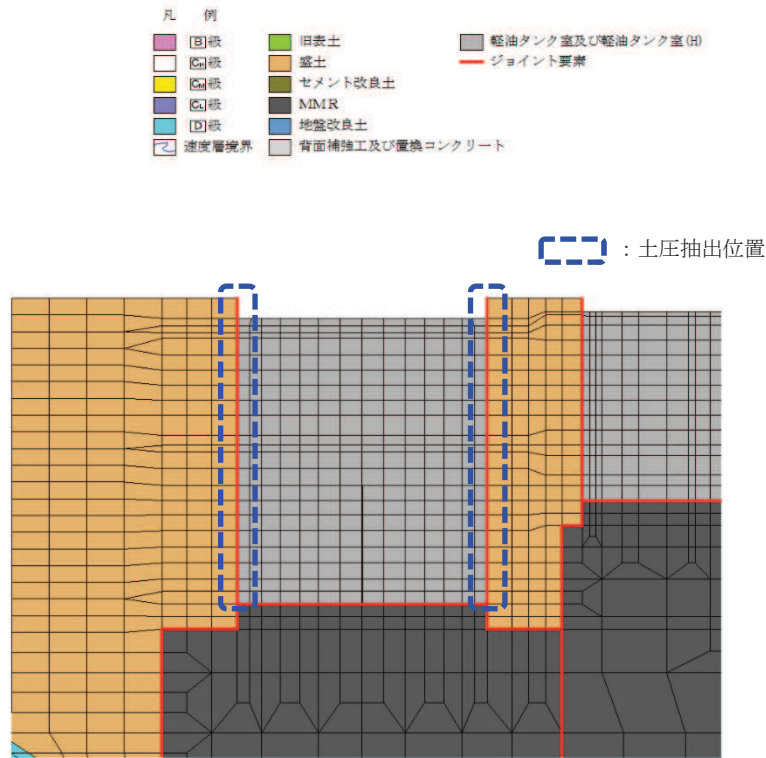 凡 例
B級
CH級
CM級
CL級
D級
速度層境界
旧表土
盛土
セメント改良土
MMR
地盤改良土
背面補強工及び置換コンクリート
軽油タンク室及び軽油タンク室(H)
ジョイント要素
：土圧抽出位置